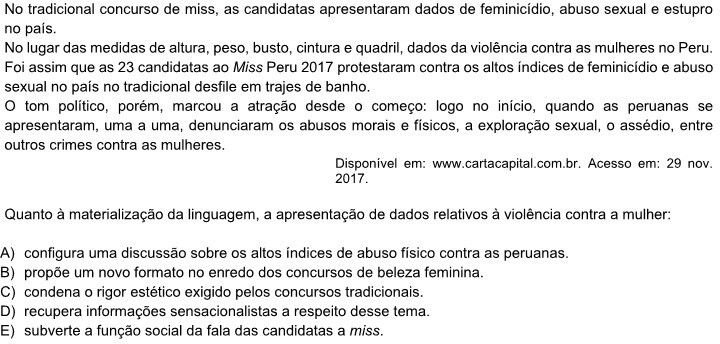 No tradicional concurso de miss, as candidatas apresentaram dados de feminicídio, abuso sexual e estupro
no país.
No lugar das medidas de altura, peso, busto, cintura e quadril, dados da violência contra as mulheres no Peru.
Foi assim que as 23 candidatas ao Miss Peru 2017 protestaram contra os altos índices de feminicídio e abuso
sexual no país no tradicional desfile em trajes de banho.
O tom político, porém, marcou a atração desde o começo: logo no início, quando as peruanas se
apresentaram, uma a uma, denunciaram os abusos morais e físicos, a exploração sexual, o assédio, entre
outros crimes contra as mulheres.
Disponível em: www.cartacapital.com.br. Acesso em: 29 nov.
2017.
Quanto à materialização da linguagem, a apresentação de dados relativos à violência contra a mulher:
A) configura uma discussão sobre os altos índices de abuso físico contra as peruanas.
B) propõe um novo formato no enredo dos concursos de beleza feminina.
C) condena o rigor estético exigido pelos concursos tradicionais.
D) recupera informações sensacionalistas a respeito desse tema.
E) subverte a função social da fala das candidatas a miss.